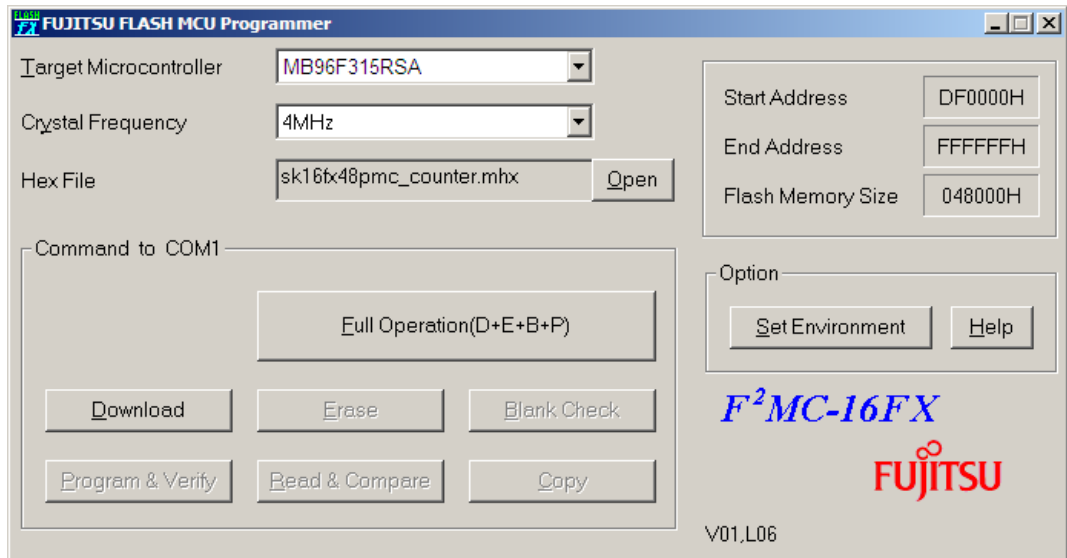 FLASH FX FUJITSU FLASH MCU Programmer
Target Microcontroller MB96F315RSA
Crystal Frequency 4MHz
Hex File sk16fx48pmc_counter.mhx Open
Start Address DF0000H
End Address FFFFFFH
Flash Memory Size 048000H
Command to COM1
Full Operation(D+E+B+P)
Download Erase Blank Check
Program & Verify Read & Compare Copy
Option
Set Environment Help
F²MC-16FX
FUJITSU
V01,L06